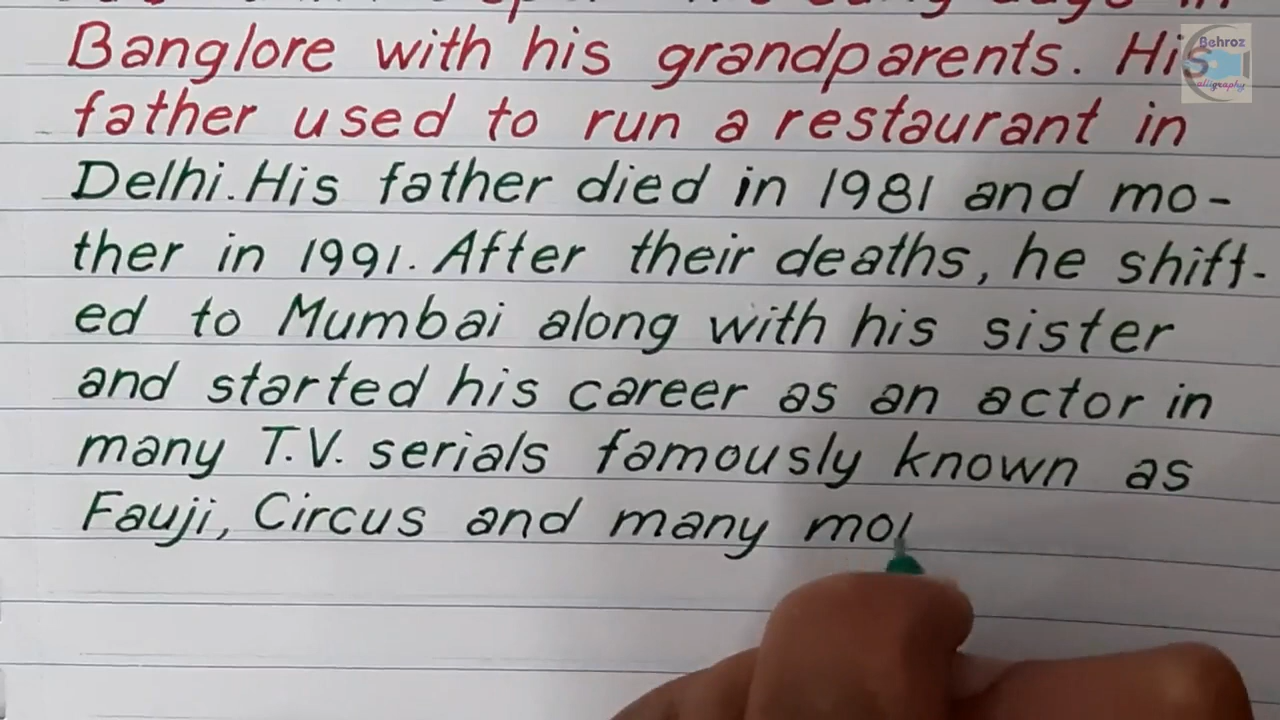 Banglore with his grandparents. His
father used to run a restaurant in
Delhi. His father died in 1981 and mo-
ther in 1991. After their deaths, he shift-
ed to Mumbai along with his sister
and started his career as an actor in
many T.V. serials famously known as
Fauji, Circus and many mo
Behroz
alligraphy